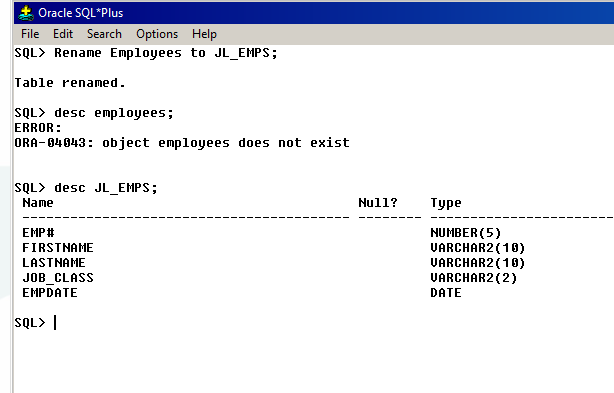 Oracle SQL*Plus
File Edit Search Options Help
SQL> Rename Employees to JL_EMPS;
Table renamed.
SQL> desc employees;
ERROR:
ORA-04043: object employees does not exist
SQL> desc JL_EMPS;
Name Null? Type
----------------------------------------- -------- ----------------------------
EMP# NUMBER(5)
FIRSTNAME VARCHAR2(10)
LASTNAME VARCHAR2(10)
JOB_CLASS VARCHAR2(2)
EMPDATE DATE
SQL>